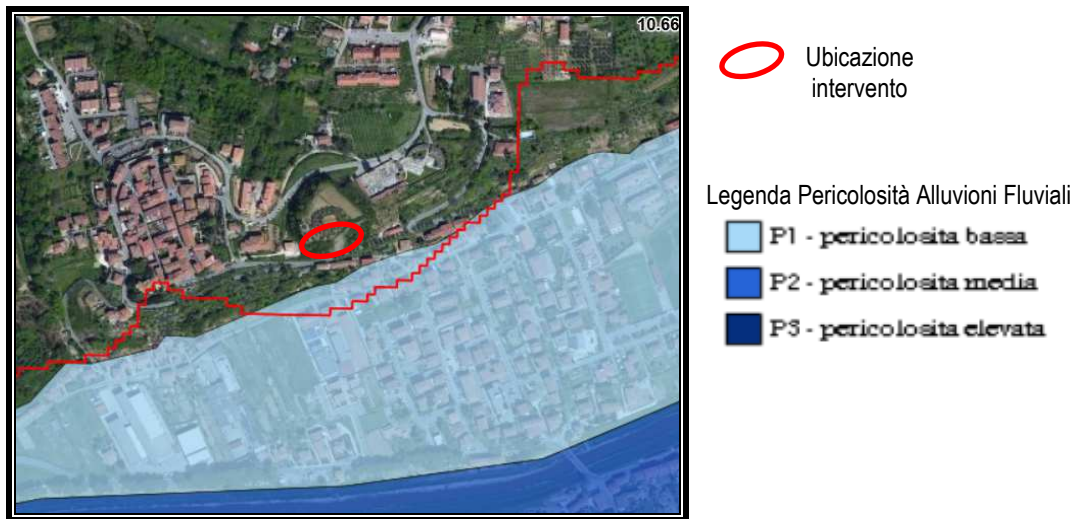 10.66
Ubicazione
intervento
Legenda Pericolosità Alluvioni Fluviali
P1 - pericolosita bassa
P2 - pericolosita media
P3 - pericolosita elevata